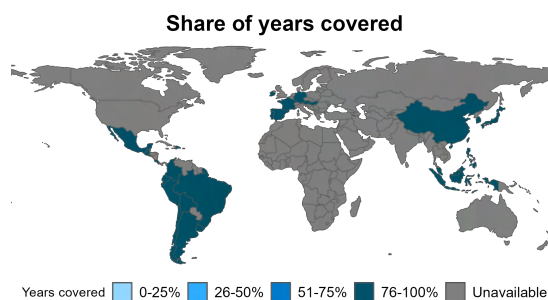 Share of years covered
Years covered 0-25% 26-50% 51-75% 76-100% Unavailable